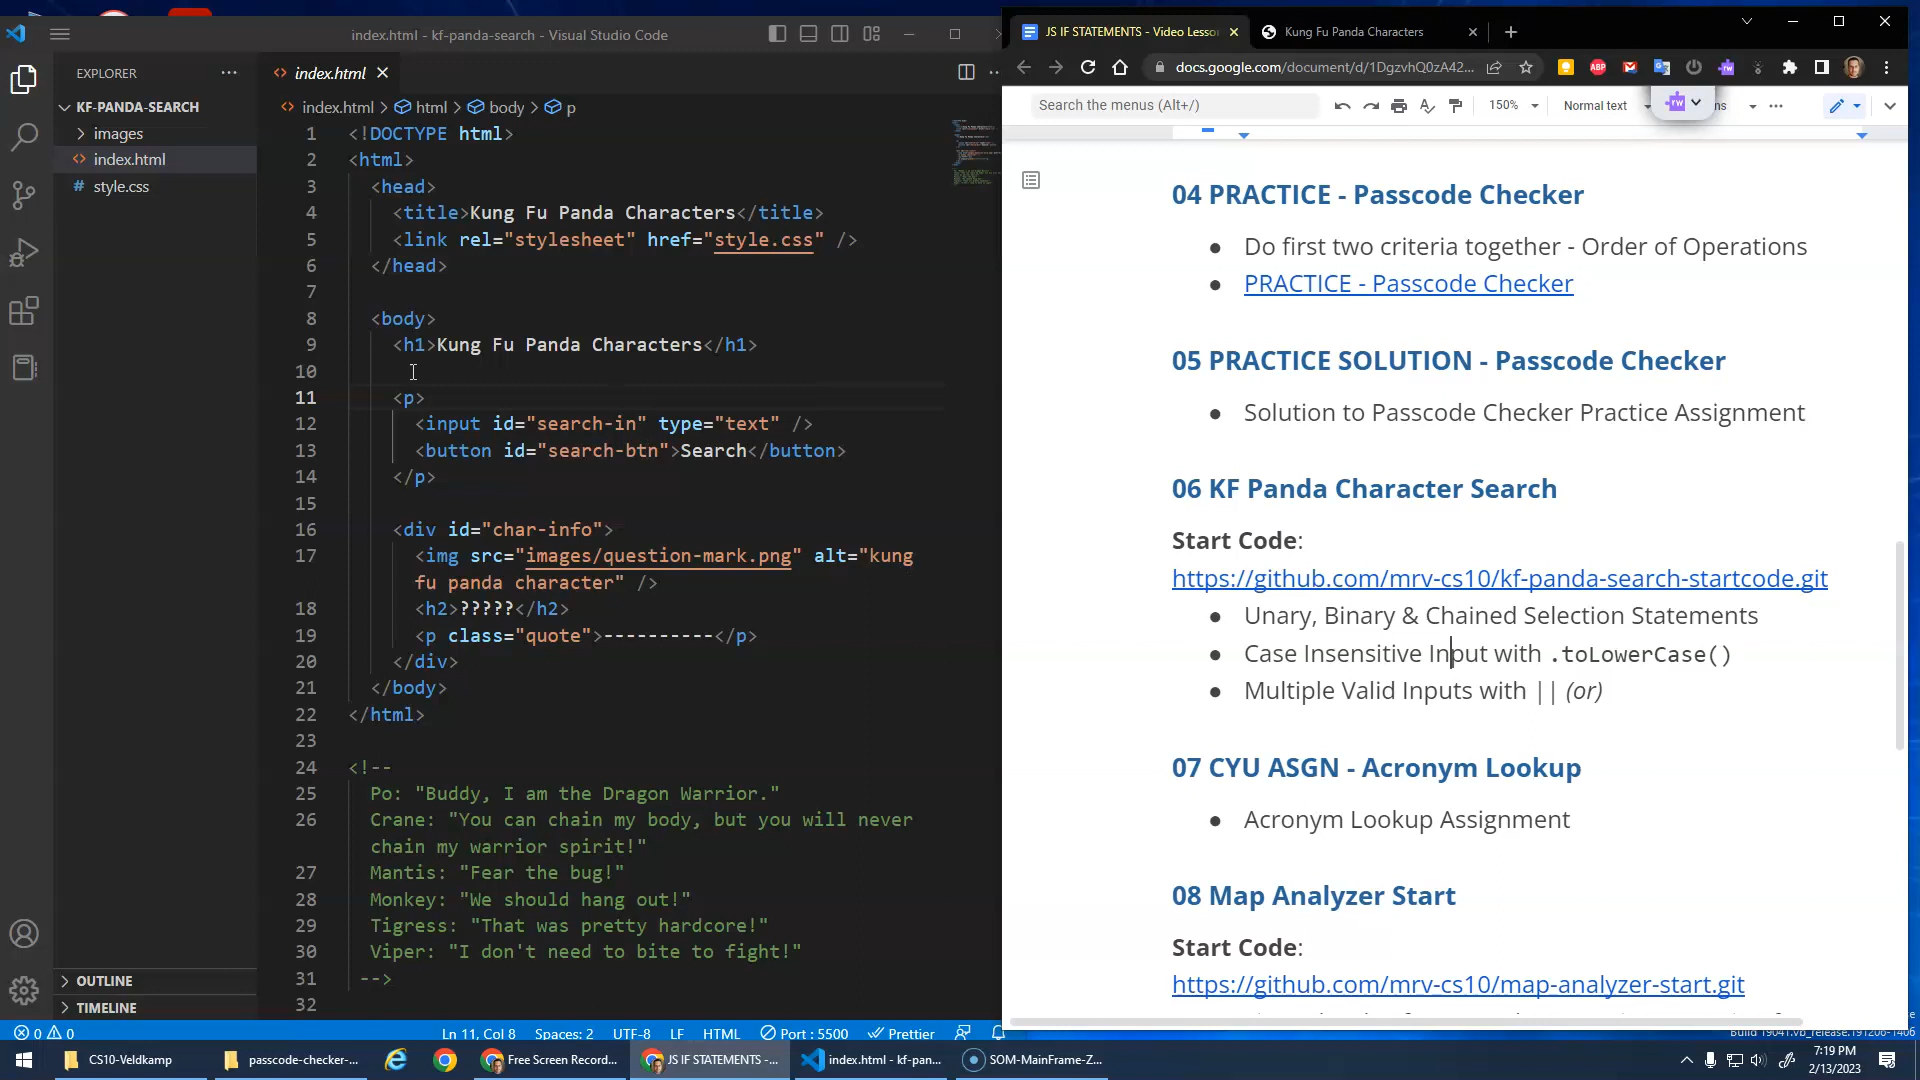 index.html - kf-panda-search - Visual Studio Code
EXPLORER
index.html
KF-PANDA-SEARCH
images
index.html
style.css
OUTLINE
TIMELINE
index.html > html > body > p
1 <!DOCTYPE html>
2 <html>
3 <head>
4 <title>Kung Fu Panda Characters</title>
5 <link rel="stylesheet" href="style.css" />
6 </head>
7
8 <body>
9 <h1>Kung Fu Panda Characters</h1>
10
11 <p>
12 <input id="search-in" type="text" />
13 <button id="search-btn">Search</button>
14 </p>
15
16 <div id="char-info">
17 <img src="images/question-mark.png" alt="kung
fu panda character" />
18 <h2>?????</h2>
19 <p class="quote">----------</p>
20 </div>
21 </body>
22 </html>
23
24 <!--
25 Po: "Buddy, I am the Dragon Warrior."
26 Crane: "You can chain my body, but you will never
chain my warrior spirit!"
27 Mantis: "Fear the bug!"
28 Monkey: "We should hang out!"
29 Tigress: "That was pretty hardcore!"
30 Viper: "I don't need to bite to fight!"
31 -->
32
0 0 Ln 11, Col 8 Spaces: 2 UTF-8 LF HTML Port : 5500 Prettier
JS IF STATEMENTS - Video Lesso
Kung Fu Panda Characters
docs.google.com/document/d/1DgzvhQ0zA42...
ABP
rw
Search the menus (Alt+/)
150%
Normal text
04 PRACTICE - Passcode Checker
● Do first two criteria together - Order of Operations
● PRACTICE - Passcode Checker
05 PRACTICE SOLUTION - Passcode Checker
● Solution to Passcode Checker Practice Assignment
06 KF Panda Character Search
Start Code:
https://github.com/mrv-cs10/kf-panda-search-startcode.git
● Unary, Binary & Chained Selection Statements
● Case Insensitive Input with .toLowerCase()
● Multiple Valid Inputs with || (or)
07 CYU ASGN - Acronym Lookup
● Acronym Lookup Assignment
08 Map Analyzer Start
Start Code:
https://github.com/mrv-cs10/map-analyzer-start.git
CS10-Veldkamp
passcode-checker-...
Free Screen Record...
JS IF STATEMENTS -...
index.html - kf-pan...
SOM-MainFrame-Z...
7:19 PM
2/13/2023